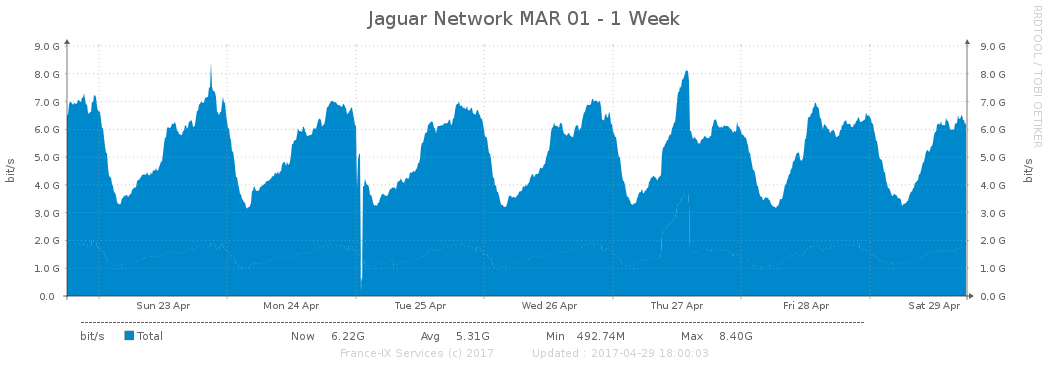 Jaguar Network MAR 01 - 1 Week
RRDTOOL / TOBI OETIKER
9.0 G 9.0 G
8.0 G 8.0 G
7.0 G 7.0 G
6.0 G 6.0 G
5.0 G 5.0 G
4.0 G 4.0 G
3.0 G 3.0 G
2.0 G 2.0 G
1.0 G 1.0 G
0.0 0.0 G
bit/s
bit/s
Sun 23 Apr Mon 24 Apr Tue 25 Apr Wed 26 Apr Thu 27 Apr Fri 28 Apr Sat 29 Apr
bit/s Total Now 6.22G Avg 5.31G Min 492.74M Max 8.40G
France-IX Services (c) 2017 Updated : 2017-04-29 18:00:03